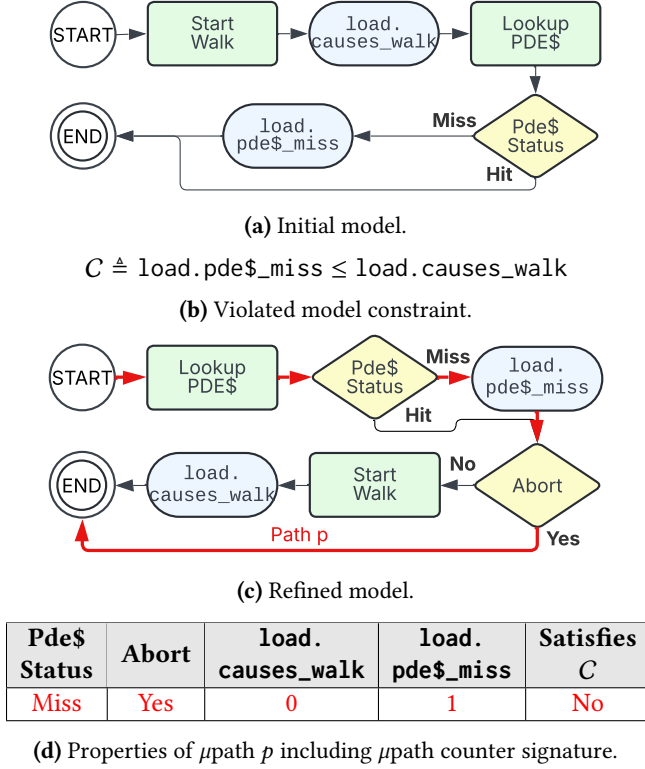 START
Start
Walk
load.
causes_walk
Lookup
PDE$
END
load.
pde$_miss
Miss
Pde$
Status
Hit
(a) Initial model.
C ≜ load.pde$_miss ≤ load.causes_walk
(b) Violated model constraint.
START
Lookup
PDE$
Pde$
Status
Miss
load.
pde$_miss
Hit
END
load.
causes_walk
Start
Walk
No
Abort
Path p
Yes
(c) Refined model.
Pde$ Status | Abort | load. causes_walk | load. pde$_miss | Satisfies C
Miss | Yes | 0 | 1 | No
(d) Properties of μpath p including μpath counter signature.